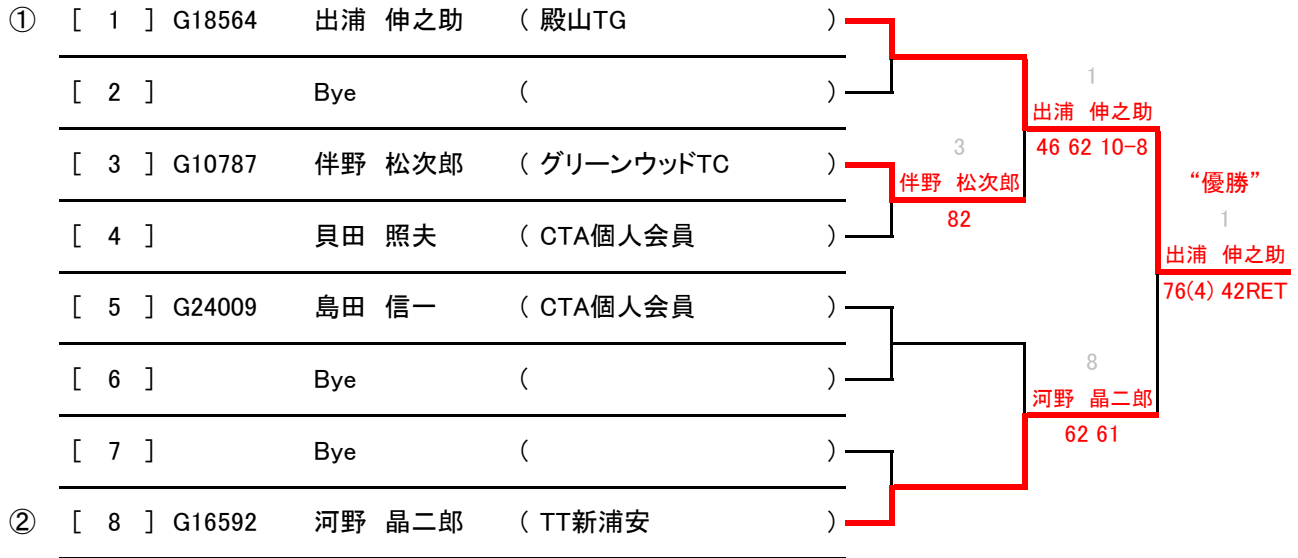 ① [ 1 ] G18564 出浦 伸之助 ( 殿山TG )
[ 2 ] Bye ( )
1
出浦 伸之助
46 62 10-8
[ 3 ] G10787 伴野 松次郎 ( グリーンウッドTC )
3
伴野 松次郎
82
[ 4 ] 貝田 照夫 ( CTA個人会員 )
“優勝”
1
出浦 伸之助
76(4) 42RET
[ 5 ] G24009 島田 信一 ( CTA個人会員 )
[ 6 ] Bye ( )
8
河野 晶二郎
62 61
[ 7 ] Bye ( )
② [ 8 ] G16592 河野 晶二郎 ( TT新浦安 )